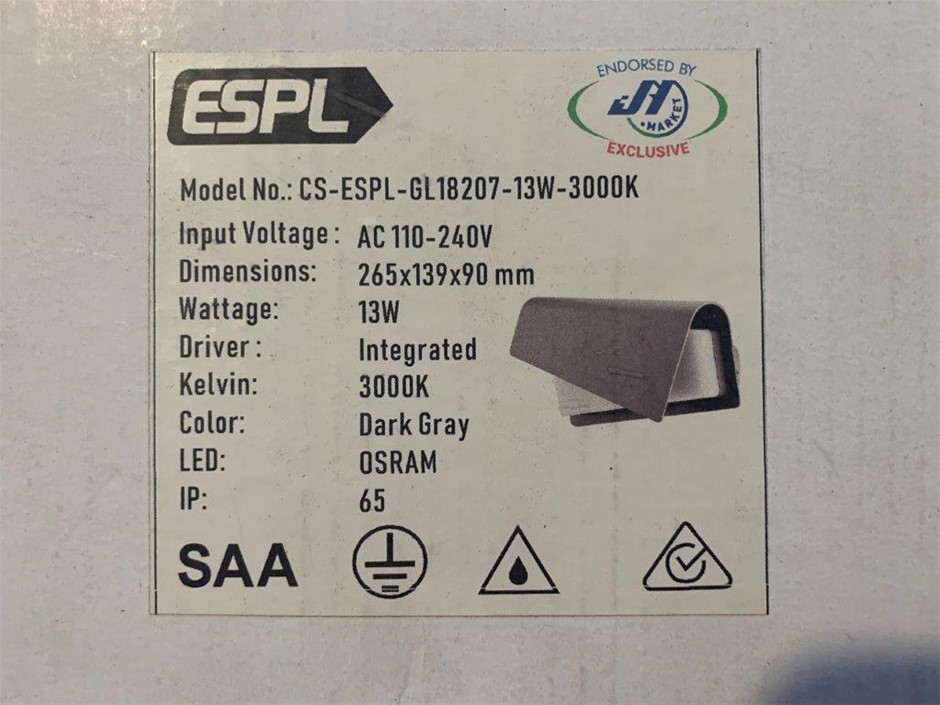 ESPL
ENDORSED BY
JH
MARKET
EXCLUSIVE
Model No.: CS-ESPL-GL18207-13W-3000K
Input Voltage: AC 110-240V
Dimensions: 265x139x90 mm
Wattage: 13W
Driver: Integrated
Kelvin: 3000K
Color: Dark Gray
LED: OSRAM
IP: 65
SAA